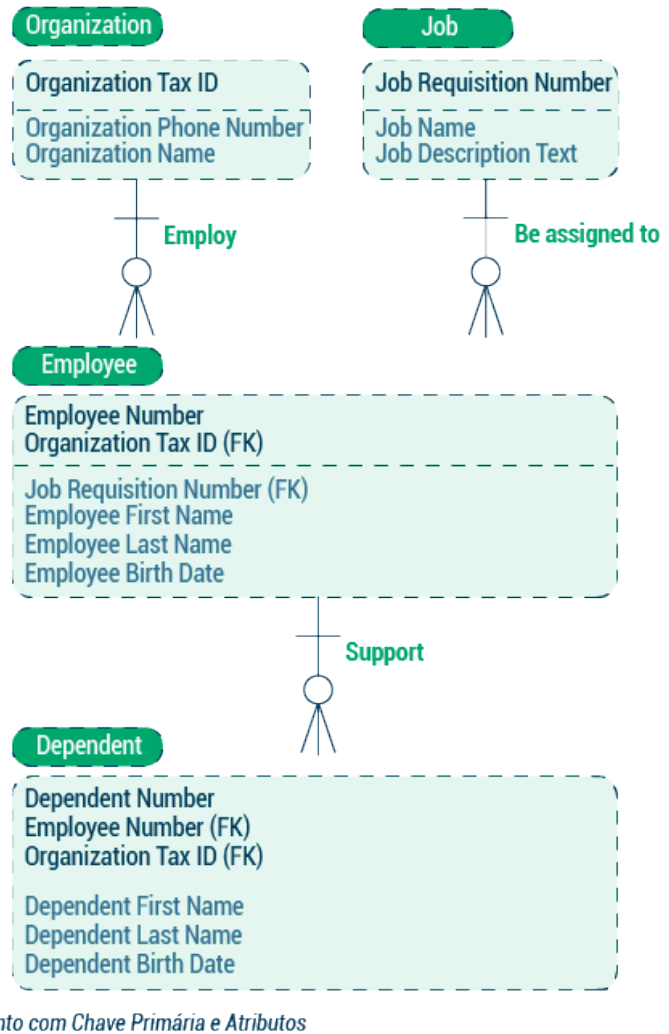 Organization
Job
Organization Tax ID
Organization Phone Number
Organization Name
Job Requisition Number
Job Name
Job Description Text
Employ
Be assigned to
Employee
Employee Number
Organization Tax ID (FK)
Job Requisition Number (FK)
Employee First Name
Employee Last Name
Employee Birth Date
Support
Dependent
Dependent Number
Employee Number (FK)
Organization Tax ID (FK)
Dependent First Name
Dependent Last Name
Dependent Birth Date
com Chave Primária e Atributos